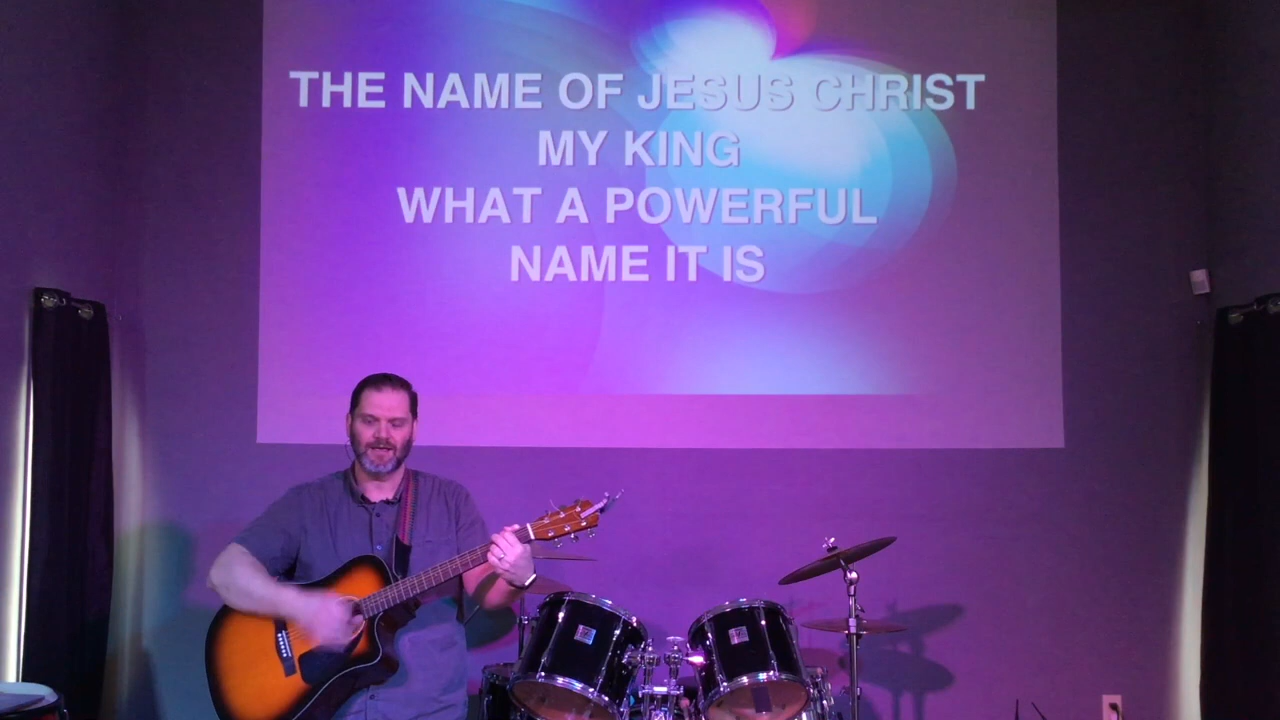 THE NAME OF JESUS CHRIST
MY KING
WHAT A POWERFUL
NAME IT IS